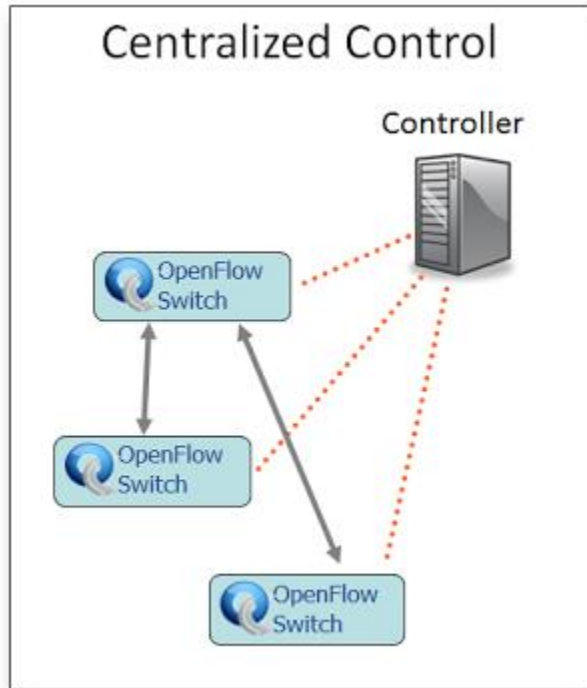 Centralized Control
Controller
OpenFlow
Switch
OpenFlow
Switch
OpenFlow
Switch